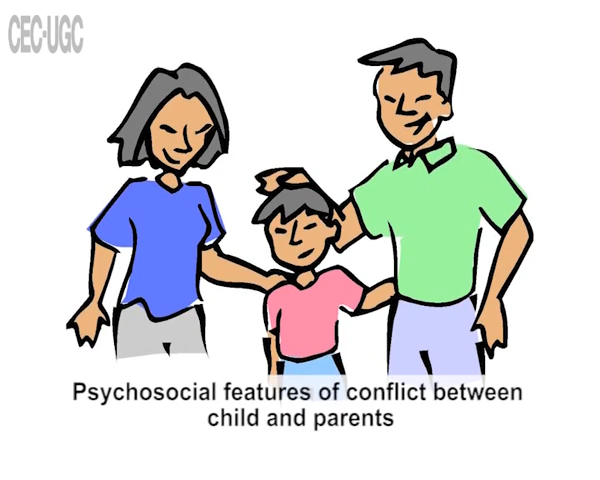 CEC-UGC
Psychosocial features of conflict between
child and parents